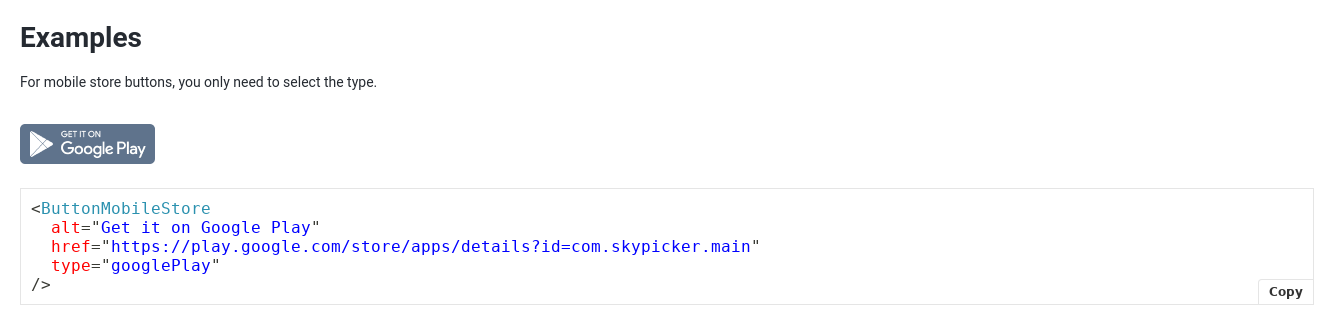 Examples
For mobile store buttons, you only need to select the type.
GET IT ON
Google Play
<ButtonMobileStore
  alt="Get it on Google Play"
  href="https://play.google.com/store/apps/details?id=com.skypicker.main"
  type="googlePlay"
/>
Copy